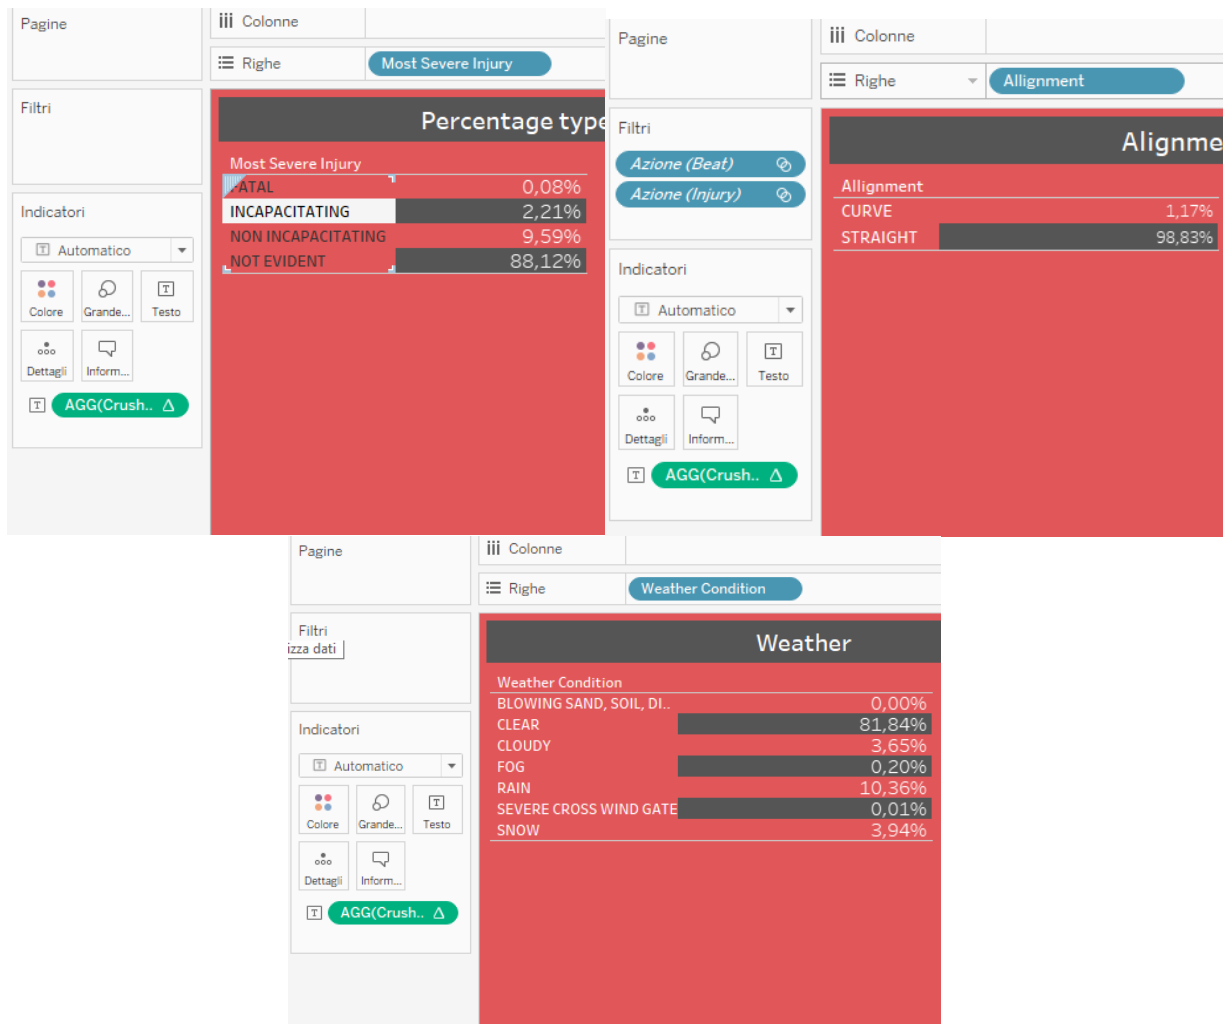 Pagine
Colonne
Righe
Most Severe Injury
Filtri
Percentage type
Most Severe Injury
FATAL 0,08%
INCAPACITATING 2,21%
NON INCAPACITATING 9,59%
NOT EVIDENT 88,12%
Indicatori
Automatico
Colore
Grande...
Testo
Dettagli
Inform...
AGG(Crush..
Pagine
Colonne
Righe
Allignment
Filtri
Azione (Beat)
Azione (Injury)
Alignme
Allignment
CURVE 1,17%
STRAIGHT 98,83%
Indicatori
Automatico
Colore
Grande...
Testo
Dettagli
Inform...
AGG(Crush..
Pagine
Colonne
Righe
Weather Condition
Filtri
izza dati
Weather
Weather Condition
BLOWING SAND, SOIL, DI.. 0,00%
CLEAR 81,84%
CLOUDY 3,65%
FOG 0,20%
RAIN 10,36%
SEVERE CROSS WIND GATE 0,01%
SNOW 3,94%
Indicatori
Automatico
Colore
Grande...
Testo
Dettagli
Inform...
AGG(Crush..